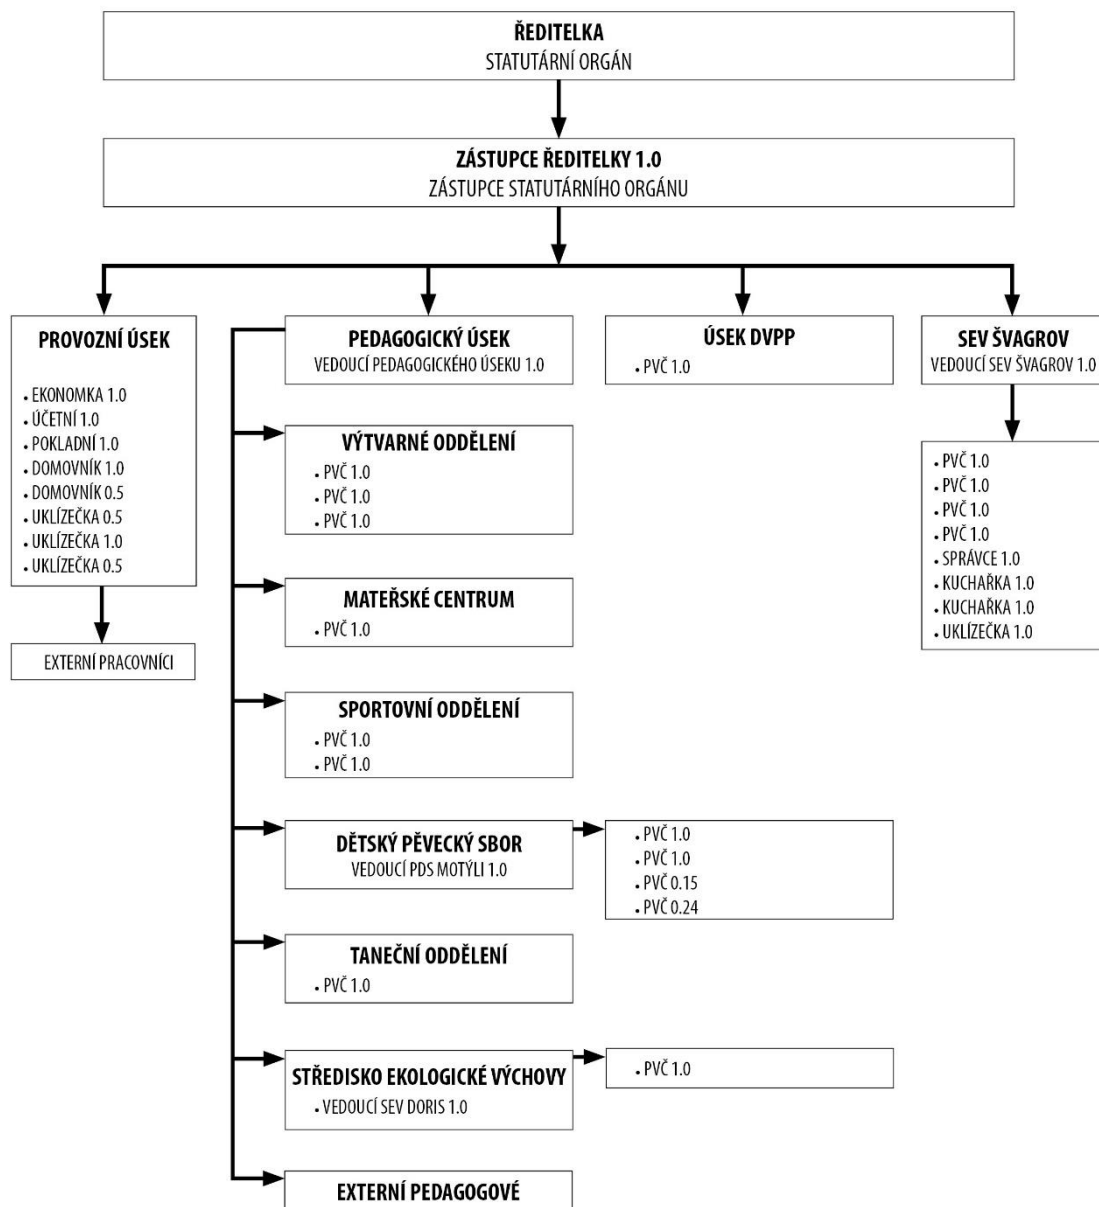 ŘEDITELKA
STATUTÁRNÍ ORGÁN
ZÁSTUPCE ŘEDITELKY 1.0
ZÁSTUPCE STATUTÁRNÍHO ORGÁNU
PROVOZNÍ ÚSEK
• EKONOMKA 1.0
• ÚČETNÍ 1.0
• POKLADNÍ 1.0
• DOMOVNÍK 1.0
• DOMOVNÍK 0.5
• UKLÍZEČKA 0.5
• UKLÍZEČKA 1.0
• UKLÍZEČKA 0.5
EXTERNÍ PRACOVNÍCI
PEDAGOGICKÝ ÚSEK
VEDOUCÍ PEDAGOGICKÉHO ÚSEKU 1.0
VÝTVARNÉ ODDĚLENÍ
• PVČ 1.0
• PVČ 1.0
• PVČ 1.0
MATEŘSKÉ CENTRUM
• PVČ 1.0
SPORTOVNÍ ODDĚLENÍ
• PVČ 1.0
• PVČ 1.0
DĚTSKÝ PĚVECKÝ SBOR
VEDOUCÍ PDS MOTÝLI 1.0
• PVČ 1.0
• PVČ 1.0
• PVČ 0.15
• PVČ 0.24
TANEČNÍ ODDĚLENÍ
• PVČ 1.0
STŘEDISKO EKOLOGICKÉ VÝCHOVY
• VEDOUCÍ SEV DORIS 1.0
• PVČ 1.0
EXTERNÍ PEDAGOGOVÉ
ÚSEK DVPP
• PVČ 1.0
SEV ŠVAGROV
VEDOUCÍ SEV ŠVAGROV 1.0
• PVČ 1.0
• PVČ 1.0
• PVČ 1.0
• PVČ 1.0
• SPRÁVCE 1.0
• KUCHAŘKA 1.0
• KUCHAŘKA 1.0
• UKLÍZEČKA 1.0